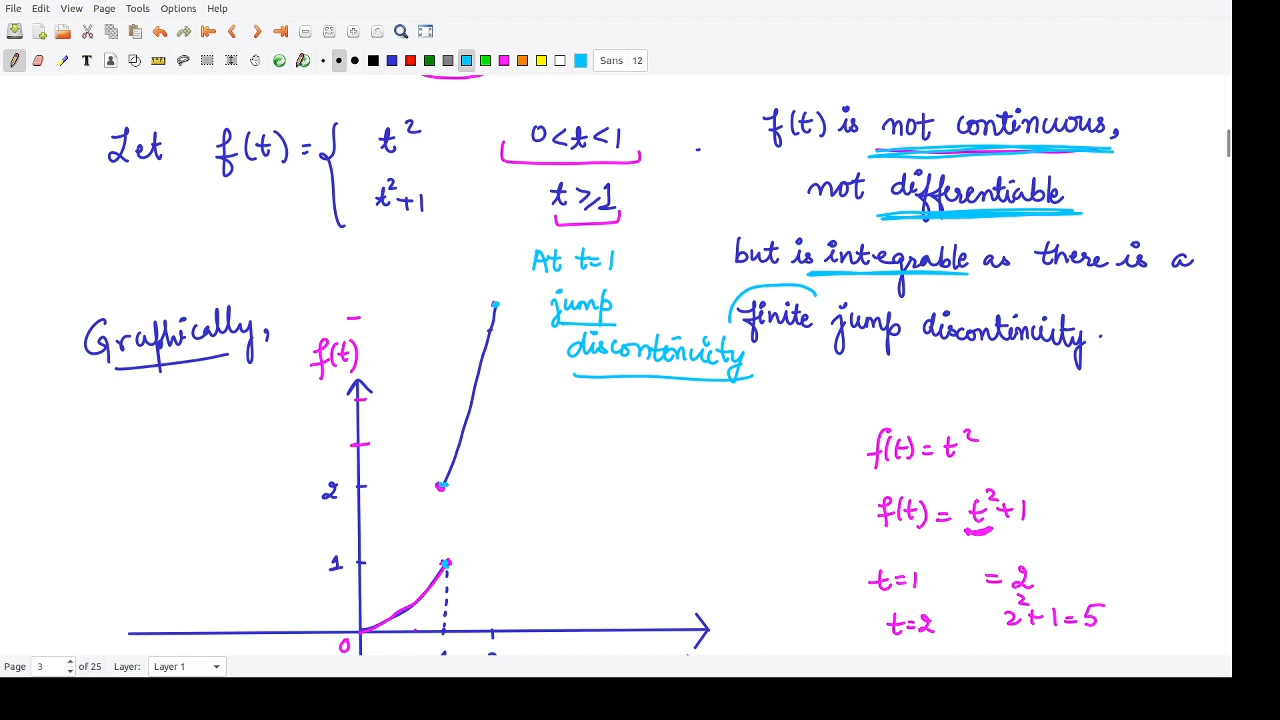 File Edit View Page Tools Options Help
T Sans 12
Let f(t) = { t² 0<t<1 .
t²+1 t⩾1
f(t) is not continuous,
not differentiable
but is integrable as there is a
finite jump discontinuity.
At t=1
jump
discontinuity
Graphically,
f(t)
2
1
0
f(t) = t²
f(t) = t²+1
t=1 = 2
t=2 2²+1=5
Page 3 of 25 Layer: Layer 1